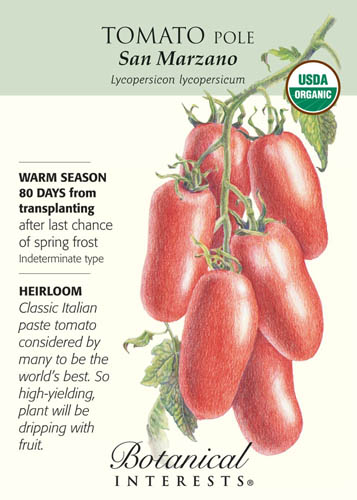 TOMATO POLE
San Marzano
Lycopersicon lycopersicum
USDA
ORGANIC
WARM SEASON
80 DAYS from
transplanting
after last chance
of spring frost
Indeterminate type
HEIRLOOM
Classic Italian
paste tomato
considered by
many to be the
world's best. So
high-yielding,
plant will be
dripping with
fruit.
Botanical
INTERESTS®